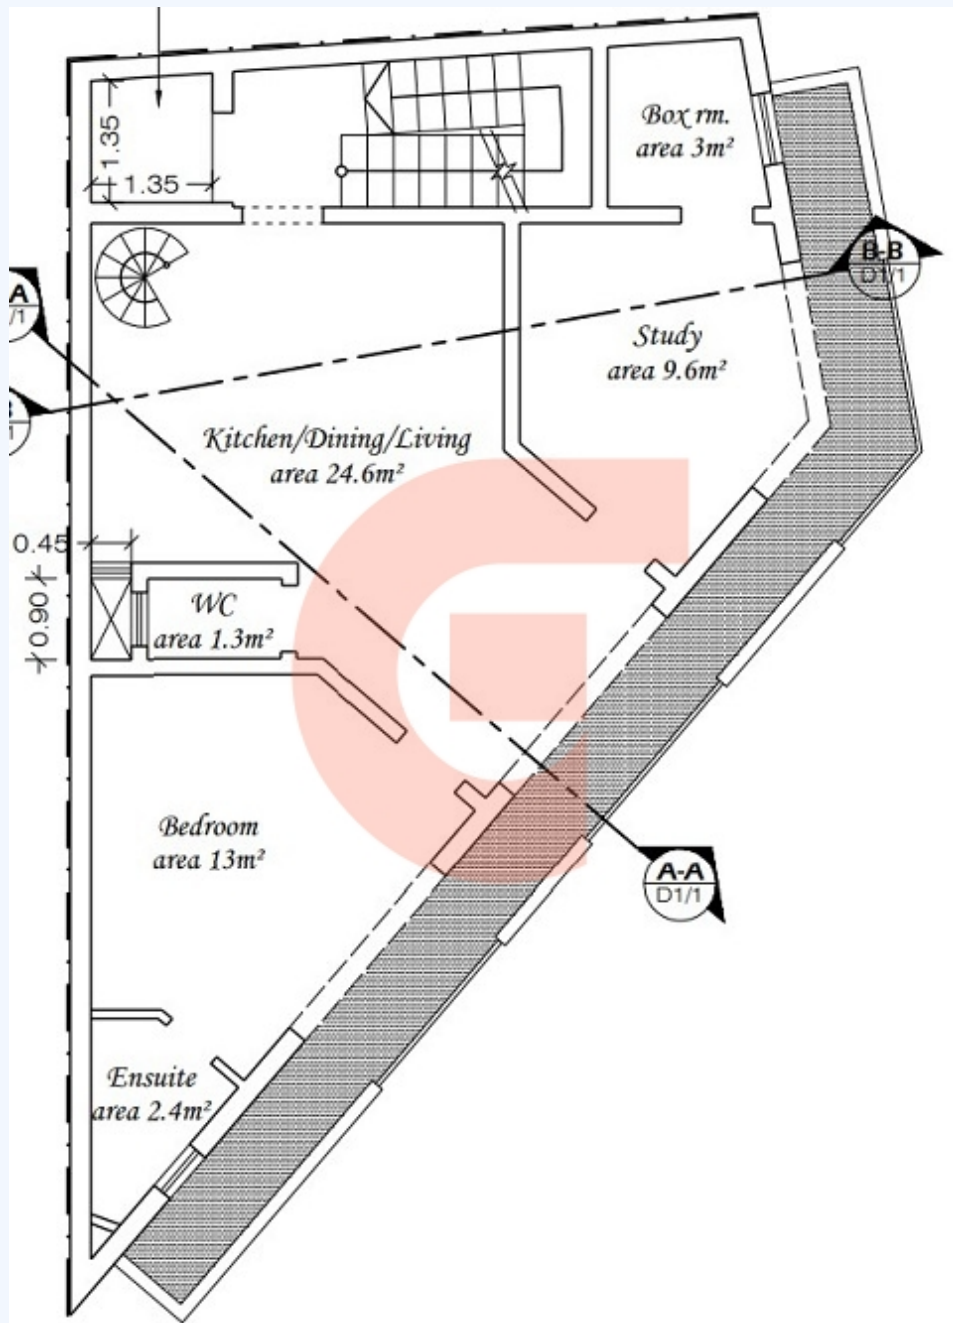 Box rm.
area 3m²
1.35
1.35
B-B
D1/1
A
/1
Study
area 9.6m²
Kitchen/Dining/Living
area 24.6m²
0.45
0.90
WC
area 1.3m²
Bedroom
area 13m²
A-A
D1/1
Ensuite
area 2.4m²